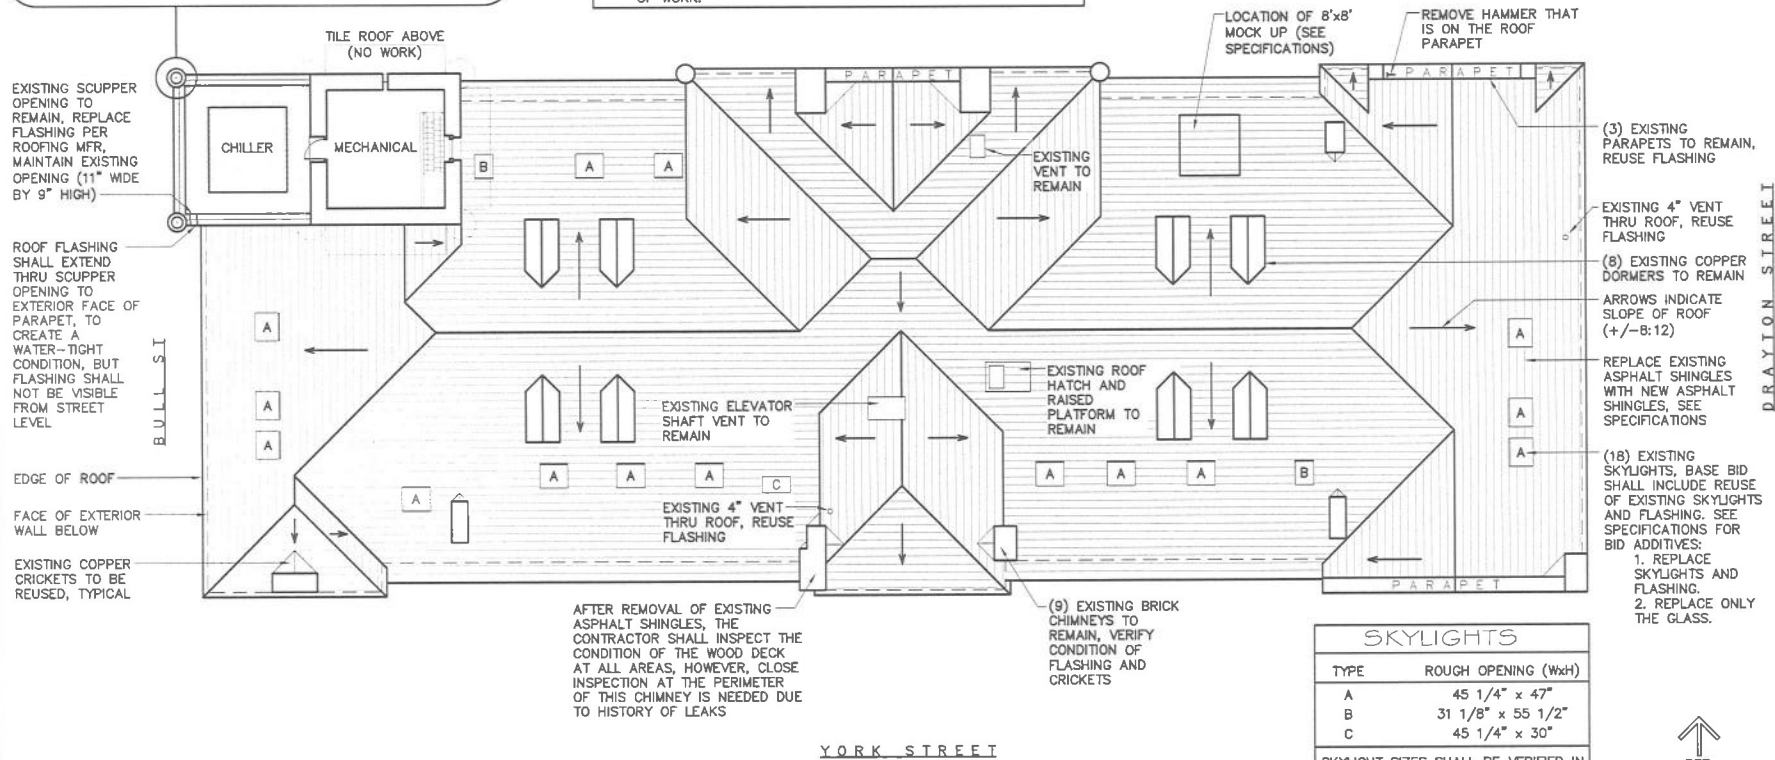 OF WORK.
TILE ROOF ABOVE
(NO WORK)
LOCATION OF 8'x8'
MOCK UP (SEE
SPECIFICATIONS)
REMOVE HAMMER THAT
IS ON THE ROOF
PARAPET
PARAPET
PARAPET
EXISTING SCUPPER
OPENING TO
REMAIN, REPLACE
FLASHING PER
ROOFING MFR,
MAINTAIN EXISTING
OPENING (11" WIDE
BY 9" HIGH)
CHILLER
MECHANICAL
B
A
A
EXISTING
VENT TO
REMAIN
(3) EXISTING
PARAPETS TO REMAIN,
REUSE FLASHING
EXISTING 4" VENT
THRU ROOF, REUSE
FLASHING
(8) EXISTING COPPER
DORMERS TO REMAIN
ARROWS INDICATE
SLOPE OF ROOF
(+/-8:12)
DRAYTON STREET
ROOF FLASHING
SHALL EXTEND
THRU SCUPPER
OPENING TO
EXTERIOR FACE OF
PARAPET, TO
CREATE A
WATER-TIGHT
CONDITION, BUT
FLASHING SHALL
NOT BE VISIBLE
FROM STREET
LEVEL
BULL ST
A
A
A
EXISTING ELEVATOR
SHAFT VENT TO
REMAIN
EXISTING ROOF
HATCH AND
RAISED
PLATFORM TO
REMAIN
A
A
A
REPLACE EXISTING
ASPHALT SHINGLES
WITH NEW ASPHALT
SHINGLES, SEE
SPECIFICATIONS
EDGE OF ROOF
FACE OF EXTERIOR
WALL BELOW
EXISTING COPPER
CRICKETS TO BE
REUSED, TYPICAL
A
A
A
A
C
A
A
A
B
EXISTING 4" VENT
THRU ROOF, REUSE
FLASHING
(18) EXISTING
SKYLIGHTS, BASE BID
SHALL INCLUDE REUSE
OF EXISTING SKYLIGHTS
AND FLASHING. SEE
SPECIFICATIONS FOR
BID ADDITIVES:
1. REPLACE
SKYLIGHTS AND
FLASHING.
2. REPLACE ONLY
THE GLASS.
PARAPET
AFTER REMOVAL OF EXISTING
ASPHALT SHINGLES, THE
CONTRACTOR SHALL INSPECT THE
CONDITION OF THE WOOD DECK
AT ALL AREAS, HOWEVER, CLOSE
INSPECTION AT THE PERIMETER
OF THIS CHIMNEY IS NEEDED DUE
TO HISTORY OF LEAKS
(9) EXISTING BRICK
CHIMNEYS TO
REMAIN, VERIFY
CONDITION OF
FLASHING AND
CRICKETS
SKYLIGHTS
TYPE ROUGH OPENING (WxH)
A 45 1/4" x 47"
B 31 1/8" x 55 1/2"
C 45 1/4" x 30"
SKYLIGHT SIZES SHALL BE VERIFIED IN
YORK STREET